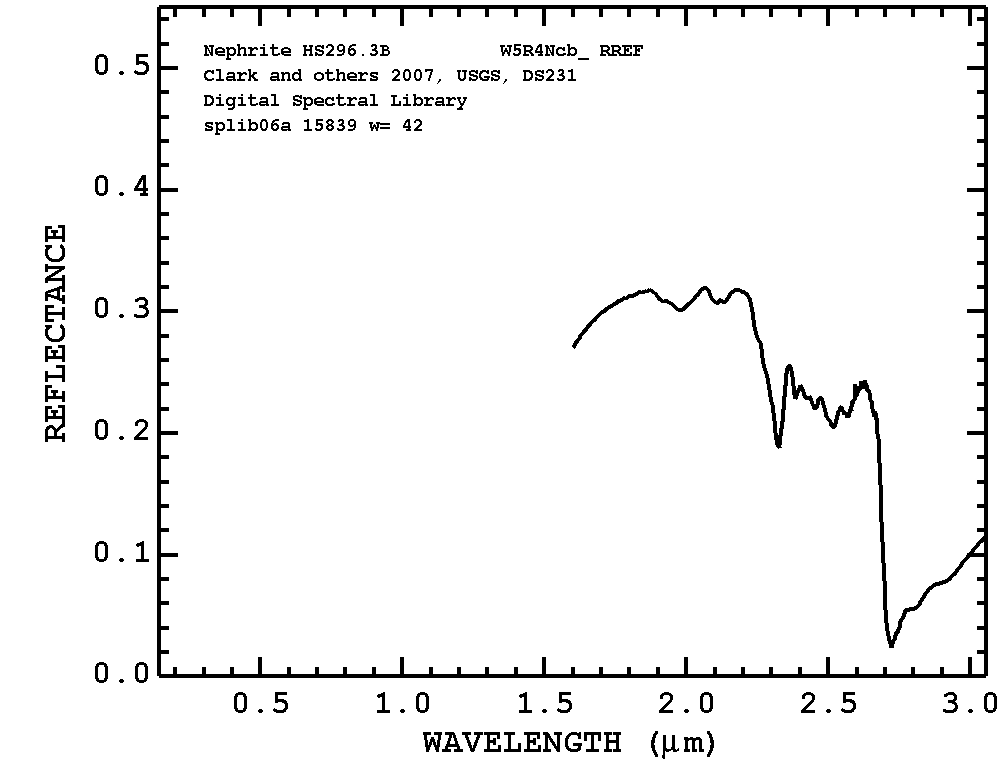 Nephrite HS296.3B W5R4Ncb_ RREF
Clark and others 2007, USGS, DS231
Digital Spectral Library
splib06a 15839 w= 42
0.5
0.4
0.3
0.2
0.1
0.0
REFLECTANCE
0.5 1.0 1.5 2.0 2.5 3.0
WAVELENGTH (μm)